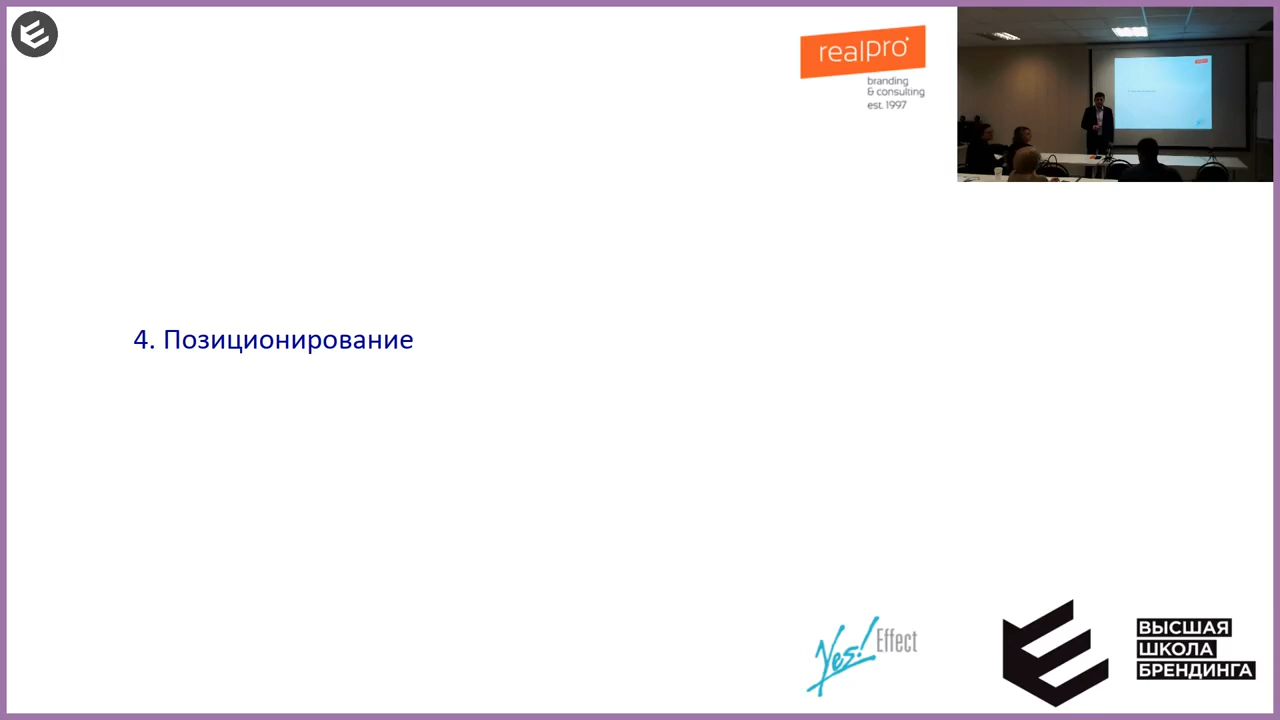 realpro
branding
& consulting
est. 1997
4. Позиционирование
Yes! Effect
ВЫСШАЯ
ШКОЛА
БРЕНДИНГА